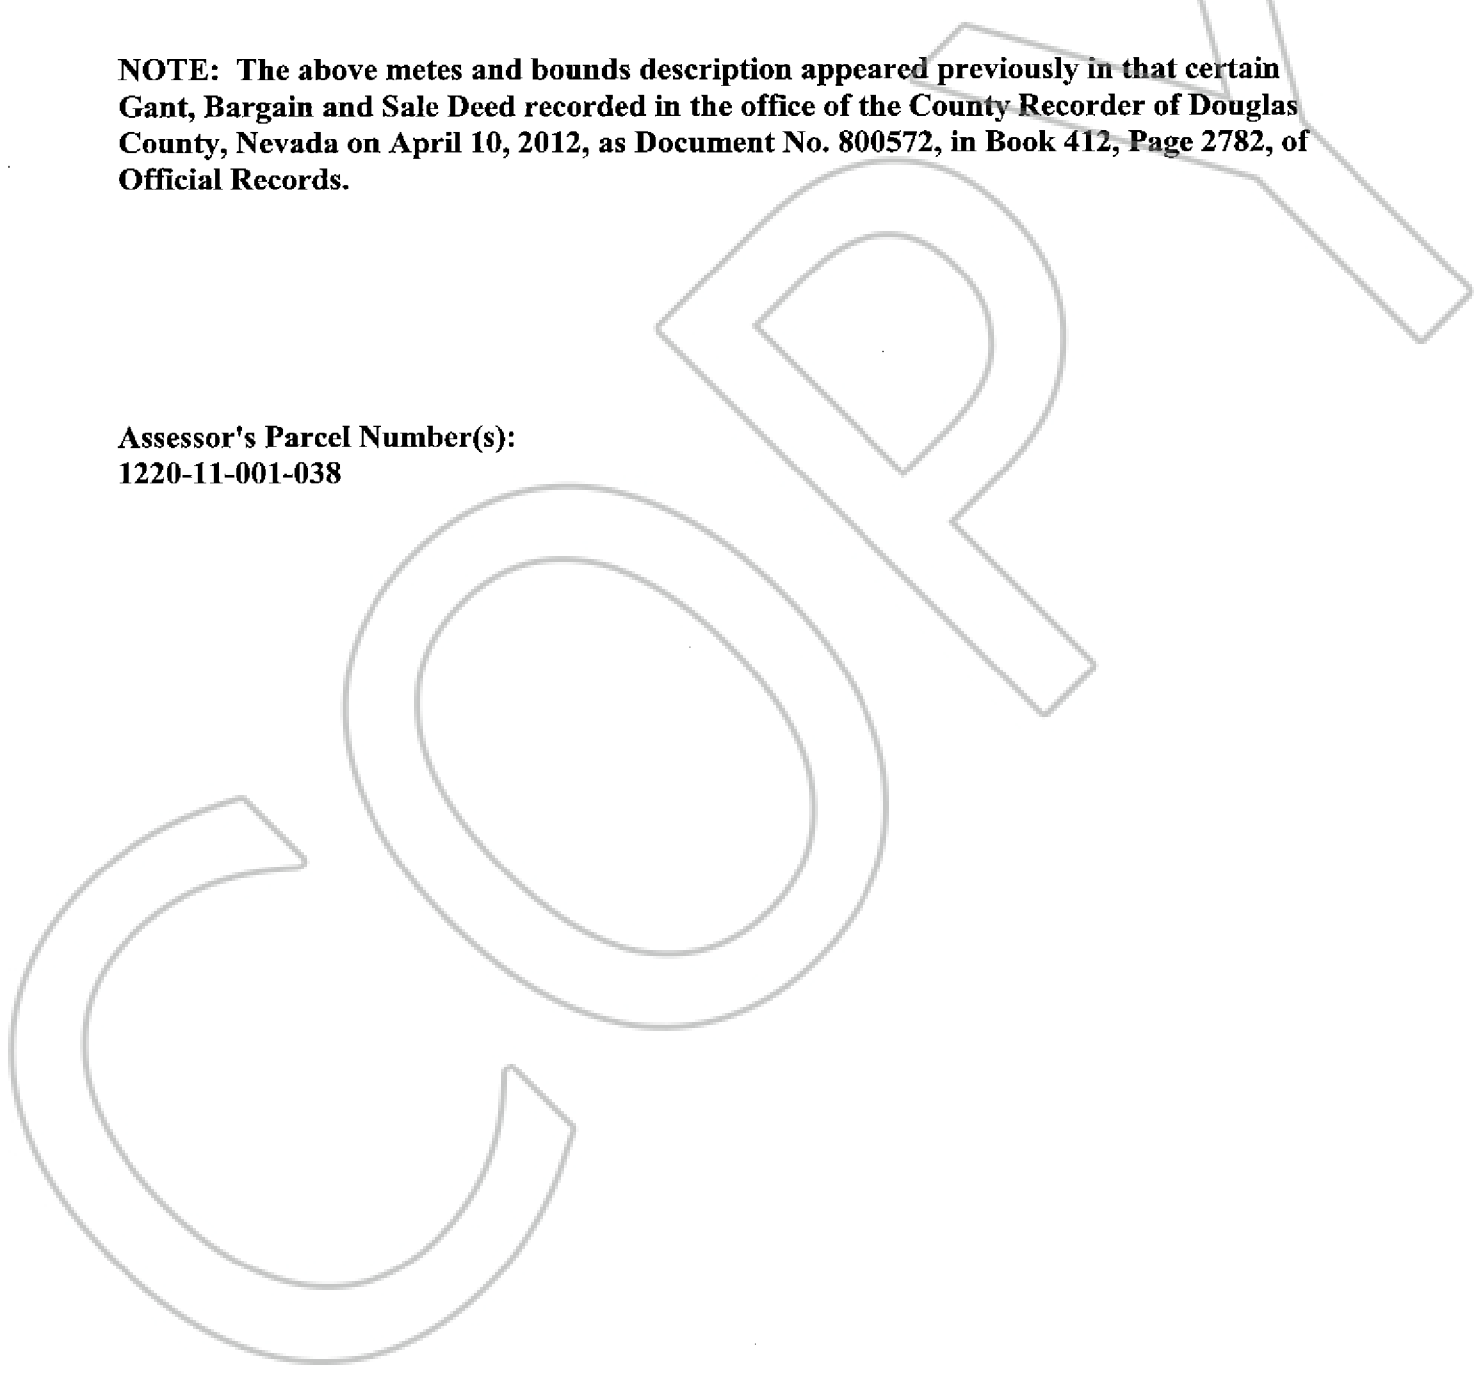 NOTE:  The above metes and bounds description appeared previously in that certain
Gant, Bargain and Sale Deed recorded in the office of the County Recorder of Douglas
County, Nevada on April 10, 2012, as Document No. 800572, in Book 412, Page 2782, of
Official Records.
Assessor's Parcel Number(s):
1220-11-001-038
COPY